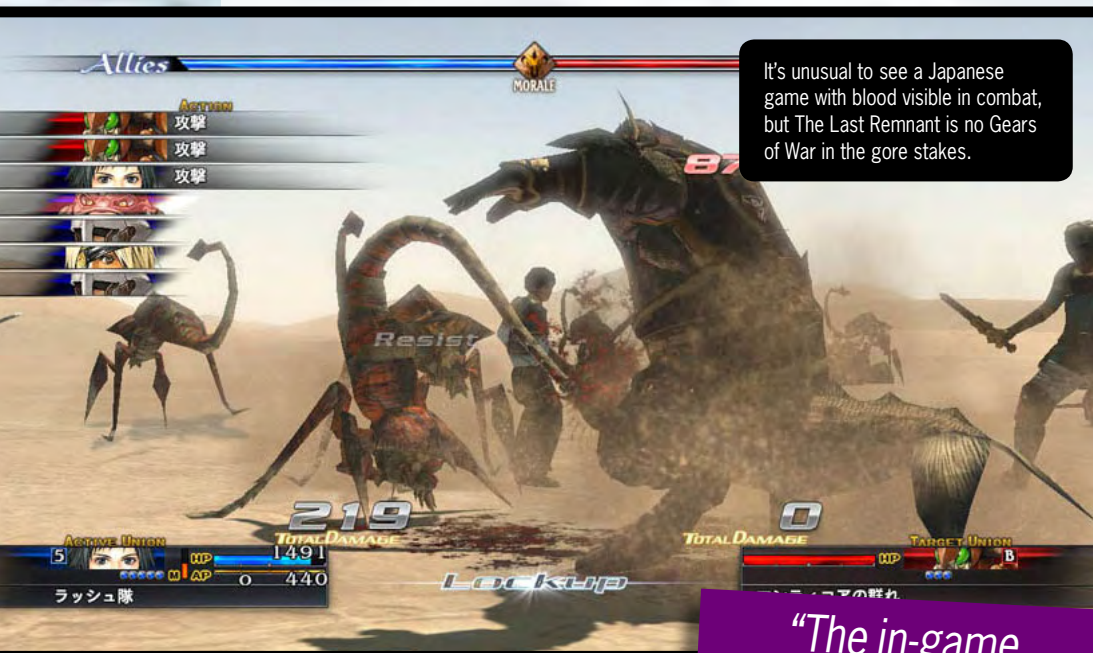 Allies
MORALE
It's unusual to see a Japanese
game with blood visible in combat,
but The Last Remnant is no Gears
of War in the gore stakes.
ACTION
攻撃
攻撃
攻撃
87
Resist
219
TOTAL DAMAGE
0
TOTAL DAMAGE
ACTIVE UNION
5
HP 1491
M AP 0 440
ラッシュ隊
Lockup
TARGET UNION
HP
B
"The in-game